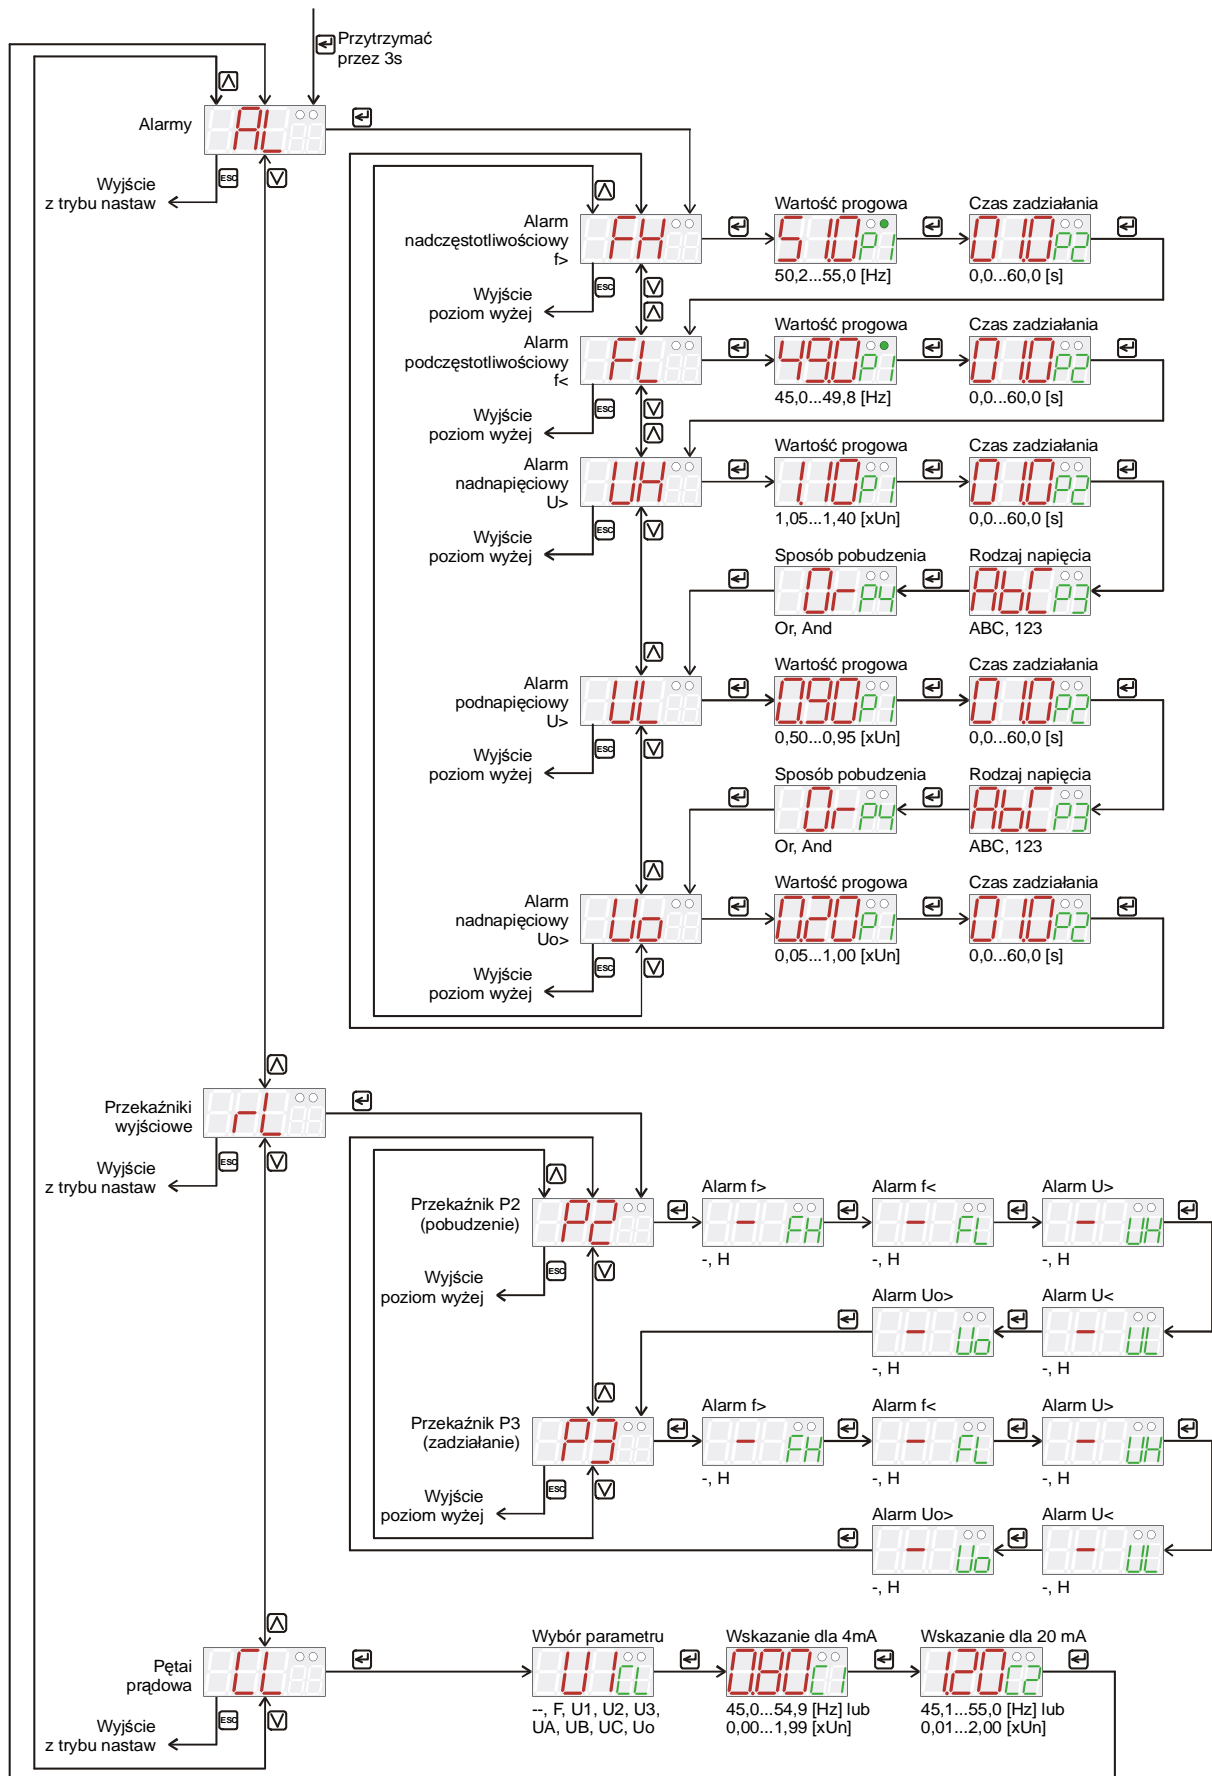 Przytrzymać
przez 3s
Alarmy
AL
ESC
Wyjście
z trybu nastaw
Alarm
nadczęstotliwościowy
f>
FH
Wartość progowa
51.0 P1
50,2...55,0 [Hz]
Czas zadziałania
01.0 P2
0,0...60,0 [s]
ESC
Wyjście
poziom wyżej
Alarm
podczęstotliwościowy
f<
FL
Wartość progowa
49.0 P1
45,0...49,8 [Hz]
Czas zadziałania
01.0 P2
0,0...60,0 [s]
ESC
Wyjście
poziom wyżej
Alarm
nadnapięciowy
U>
UH
Wartość progowa
1.10 P1
1,05...1,40 [xUn]
Czas zadziałania
01.0 P2
0,0...60,0 [s]
ESC
Wyjście
poziom wyżej
Sposób pobudzenia
Or P4
Or, And
Rodzaj napięcia
AbC P3
ABC, 123
Alarm
podnapięciowy
U>
UL
Wartość progowa
0.90 P1
0,50...0,95 [xUn]
Czas zadziałania
01.0 P2
0,0...60,0 [s]
ESC
Wyjście
poziom wyżej
Sposób pobudzenia
Or P4
Or, And
Rodzaj napięcia
AbC P3
ABC, 123
Alarm
nadnapięciowy
Uo>
Uo
Wartość progowa
0.20 P1
0,05...1,00 [xUn]
Czas zadziałania
01.0 P2
0,0...60,0 [s]
ESC
Wyjście
poziom wyżej
Przekaźniki
wyjściowe
rL
ESC
Wyjście
z trybu nastaw
Przekaźnik P2
(pobudzenie)
P2
Alarm f>
- FH
-, H
Alarm f<
- FL
-, H
Alarm U>
- UH
-, H
ESC
Wyjście
poziom wyżej
Alarm Uo>
- Uo
-, H
Alarm U<
- UL
-, H
Przekaźnik P3
(zadziałanie)
P3
Alarm f>
- FH
-, H
Alarm f<
- FL
-, H
Alarm U>
- UH
-, H
ESC
Wyjście
poziom wyżej
Alarm Uo>
- Uo
-, H
Alarm U<
- UL
-, H
Pętai
prądowa
CL
ESC
Wyjście
z trybu nastaw
Wybór parametru
U1 CL
--, F, U1, U2, U3,
UA, UB, UC, Uo
Wskazanie dla 4mA
0.80 C1
45,0...54,9 [Hz] lub
0,00...1,99 [xUn]
Wskazanie dla 20 mA
1.20 C2
45,1...55,0 [Hz] lub
0,01...2,00 [xUn]